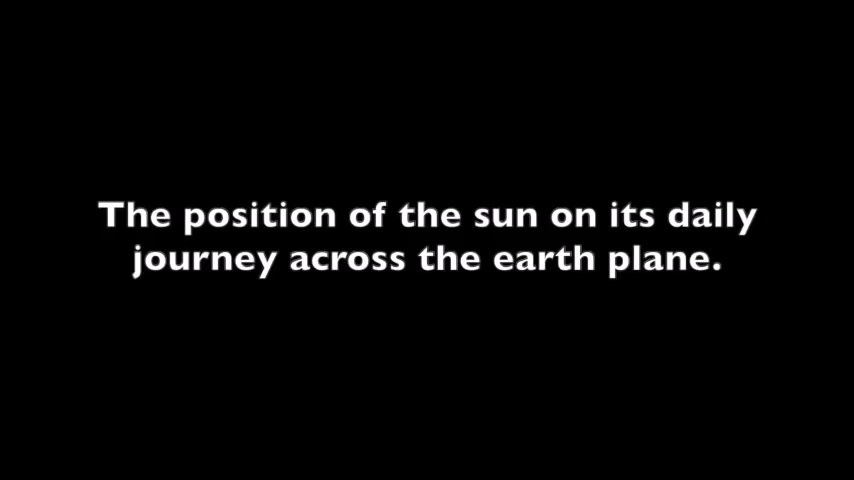 The position of the sun on its daily
journey across the earth plane.